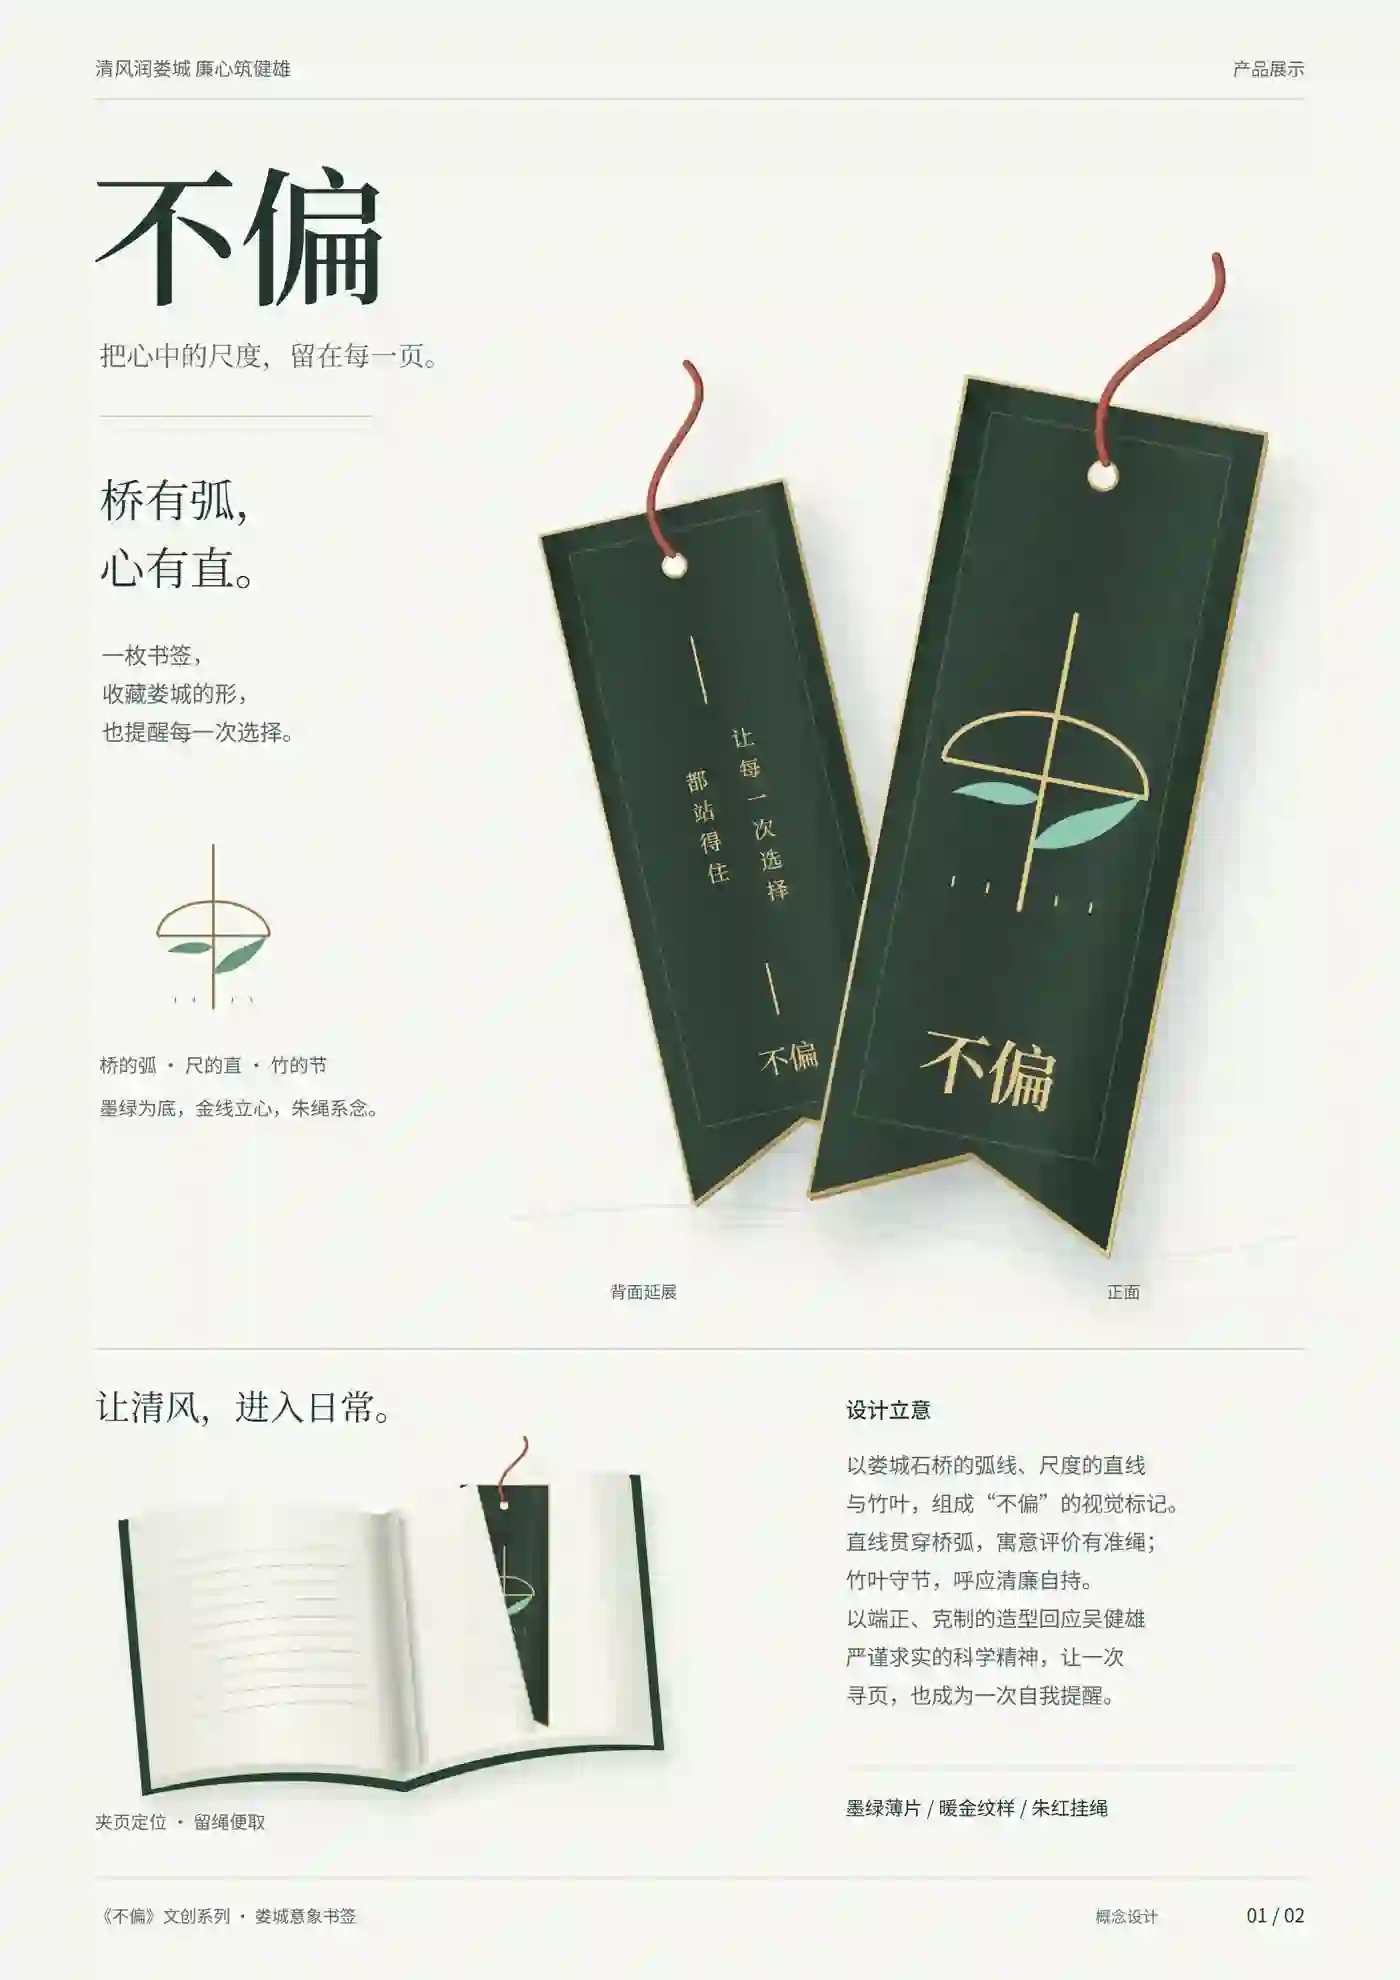 清风润娄城 廉心筑健雄
产品展示
不偏
把心中的尺度，留在每一页。
桥有弧，
心有直。
一枚书签，
收藏娄城的形，
也提醒每一次选择。
桥的弧 · 尺的直 · 竹的节
墨绿为底，金线立心，朱绳系念。
让每一次选择
都站得住
不偏
不偏
背面延展
正面
让清风，进入日常。
夹页定位 · 留绳便取
设计立意
以娄城石桥的弧线、尺度的直线
与竹叶，组成“不偏”的视觉标记。
直线贯穿桥弧，寓意评价有准绳；
竹叶守节，呼应清廉自持。
以端正、克制的造型回应吴健雄
严谨求实的科学精神，让一次
寻页，也成为一次自我提醒。
墨绿薄片 / 暖金纹样 / 朱红挂绳
《不偏》文创系列 · 娄城意象书签
概念设计
01 / 02